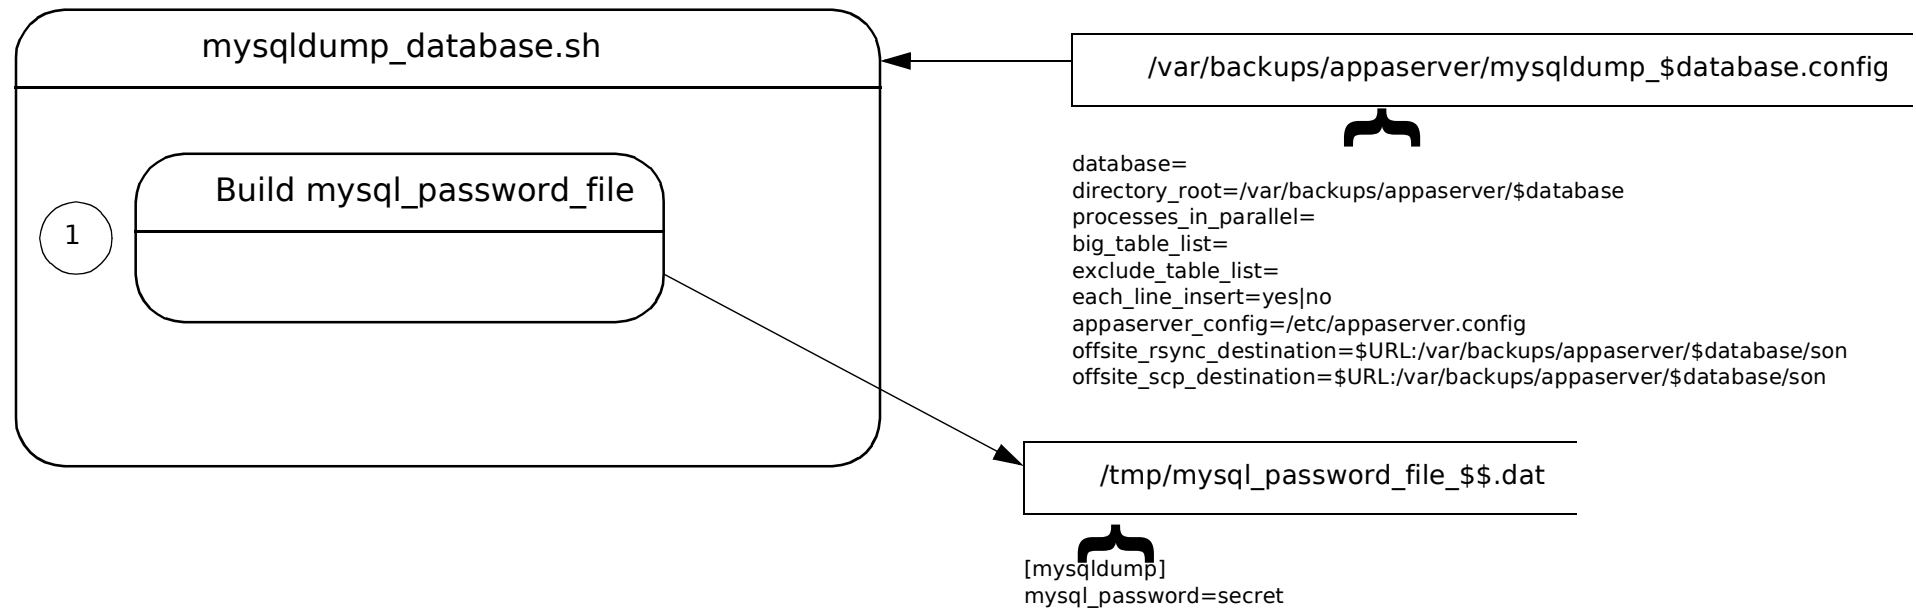 mysqldump_database.sh
/var/backups/appaserver/mysqldump_$database.config
Build mysql_password_file
1
database=
directory_root=/var/backups/appaserver/$database
processes_in_parallel=
big_table_list=
exclude_table_list=
each_line_insert=yes|no
appaserver_config=/etc/appaserver.config
offsite_rsync_destination=$URL:/var/backups/appaserver/$database/son
offsite_scp_destination=$URL:/var/backups/appaserver/$database/son
/tmp/mysql_password_file_$$.dat
[mysqldump]
mysql_password=secret